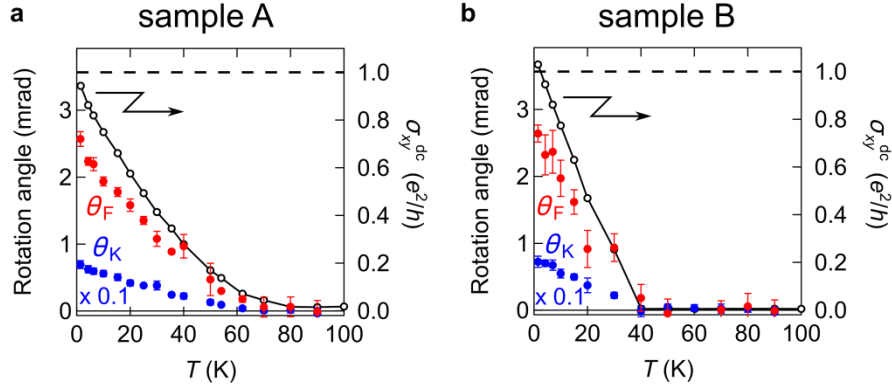 a sample A
Rotation angle (mrad)
3
2
1
0
θF
θK
x 0.1
1.0
0.8
0.6
0.4
0.2
0.0
σxy^dc (e²/h)
0 20 40 60 80 100
T (K)
b sample B
Rotation angle (mrad)
3
2
1
0
θF
θK
x 0.1
1.0
0.8
0.6
0.4
0.2
0.0
σxy^dc (e²/h)
0 20 40 60 80 100
T (K)